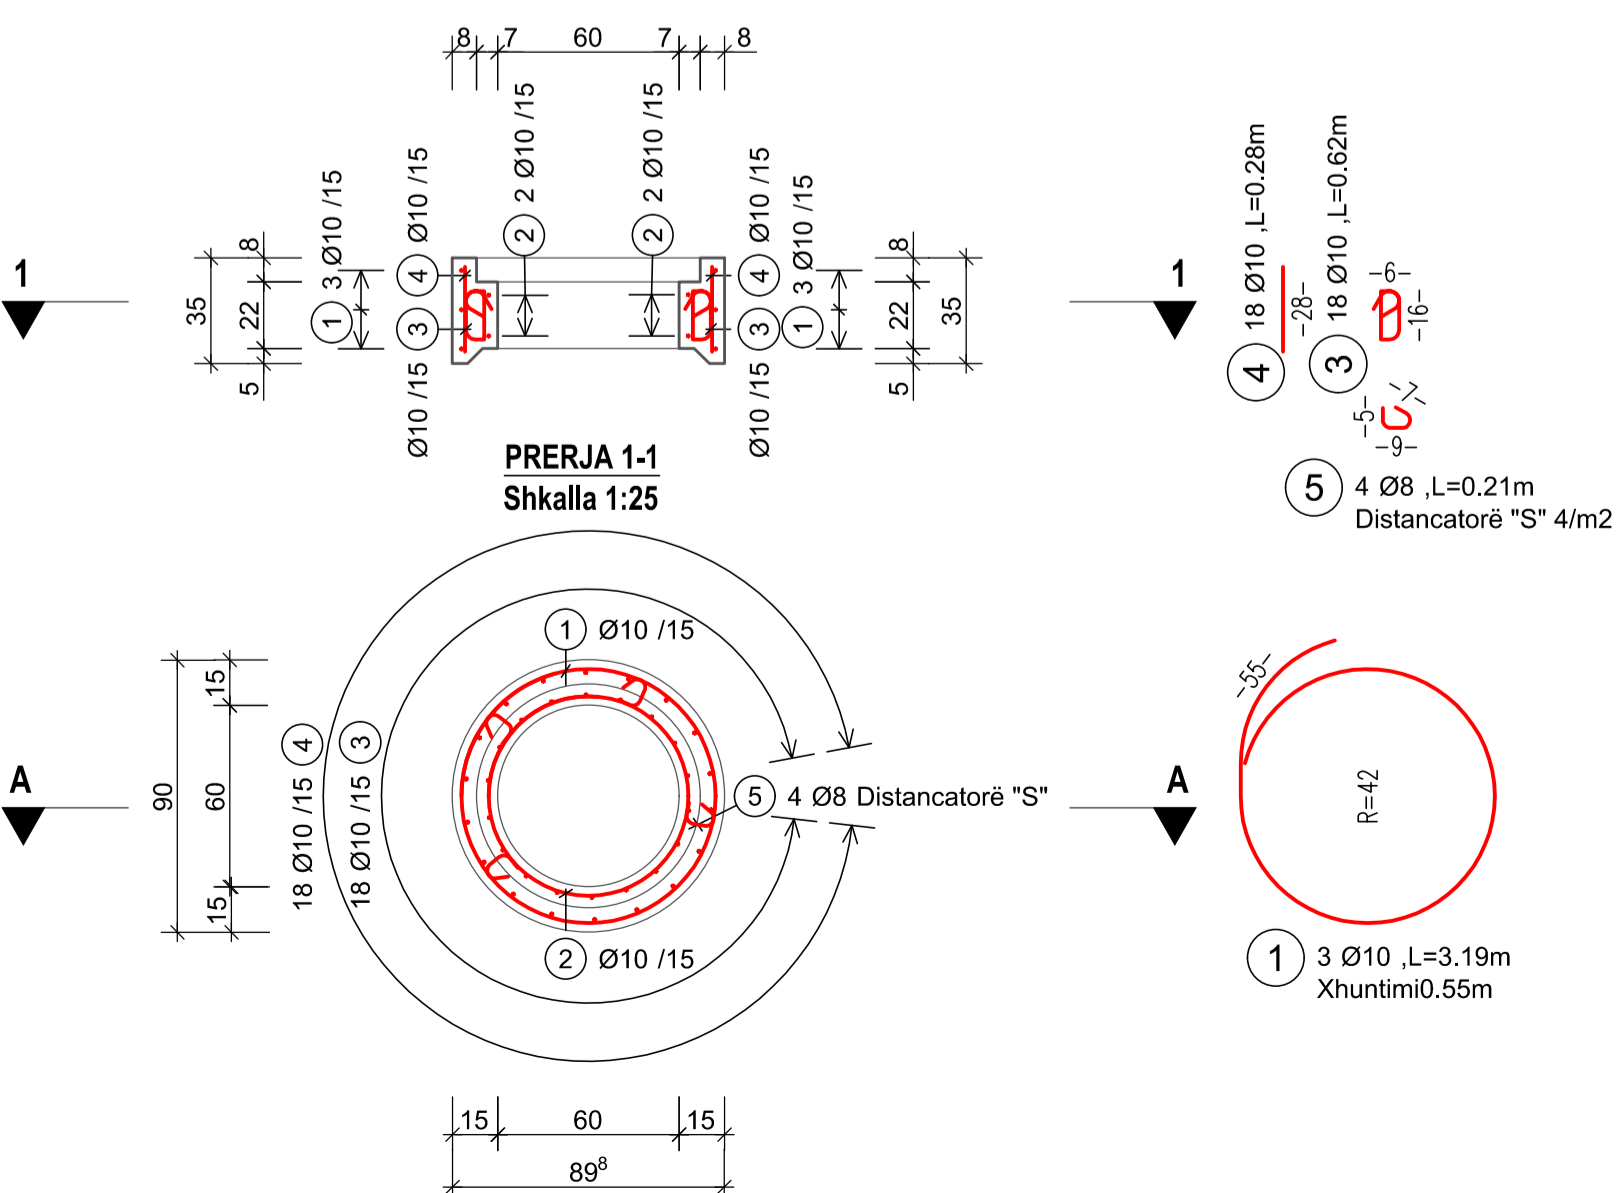 8 7 60 7 8
3 Ø10 /15
Ø10 /15
2 Ø10 /15
2 Ø10 /15
Ø10 /15
3 Ø10 /15
1
4
2
2
4
1
3
3
Ø10 /15
Ø10 /15
35
8
22
5
8
22
5
35
1
1
PRERJA 1-1
Shkalla 1:25
4
18 Ø10 ,L=0.28m
-28-
3
18 Ø10 ,L=0.62m
-6-
-16-
-7-
-5-
-9-
5
4 Ø8 ,L=0.21m
Distancatorë "S" 4/m2
1 Ø10 /15
15
60
15
90
4
18 Ø10 /15
3
18 Ø10 /15
5 4 Ø8 Distancatorë "S"
A
A
2 Ø10 /15
15 60 15
89⁸
-55-
R=42
1
3 Ø10 ,L=3.19m
Xhuntimi0.55m